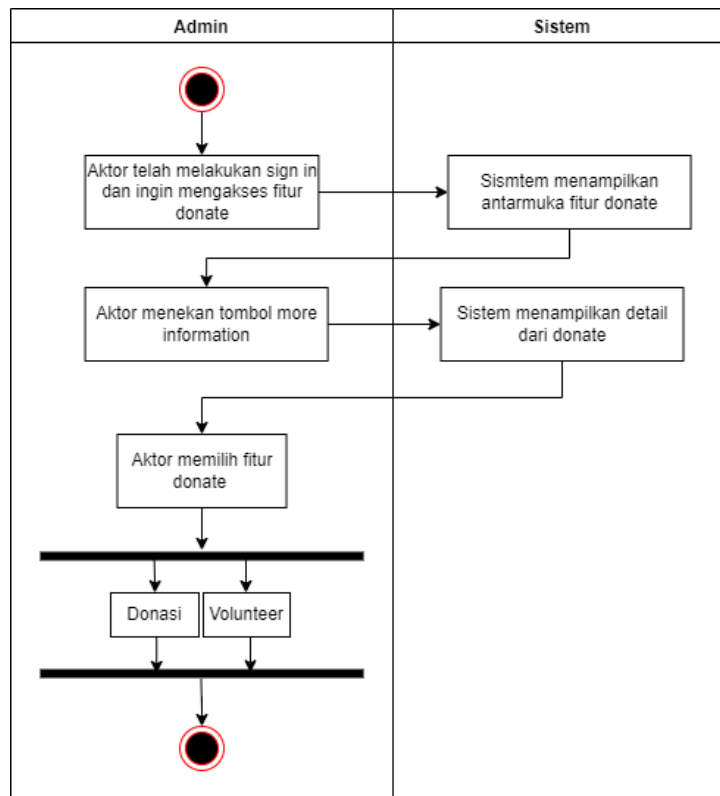 Admin
Sistem
Aktor telah melakukan sign in
dan ingin mengakses fitur
donate
Sismtem menampilkan
antarmuka fitur donate
Aktor menekan tombol more
information
Sistem menampilkan detail
dari donate
Aktor memilih fitur
donate
Donasi
Volunteer